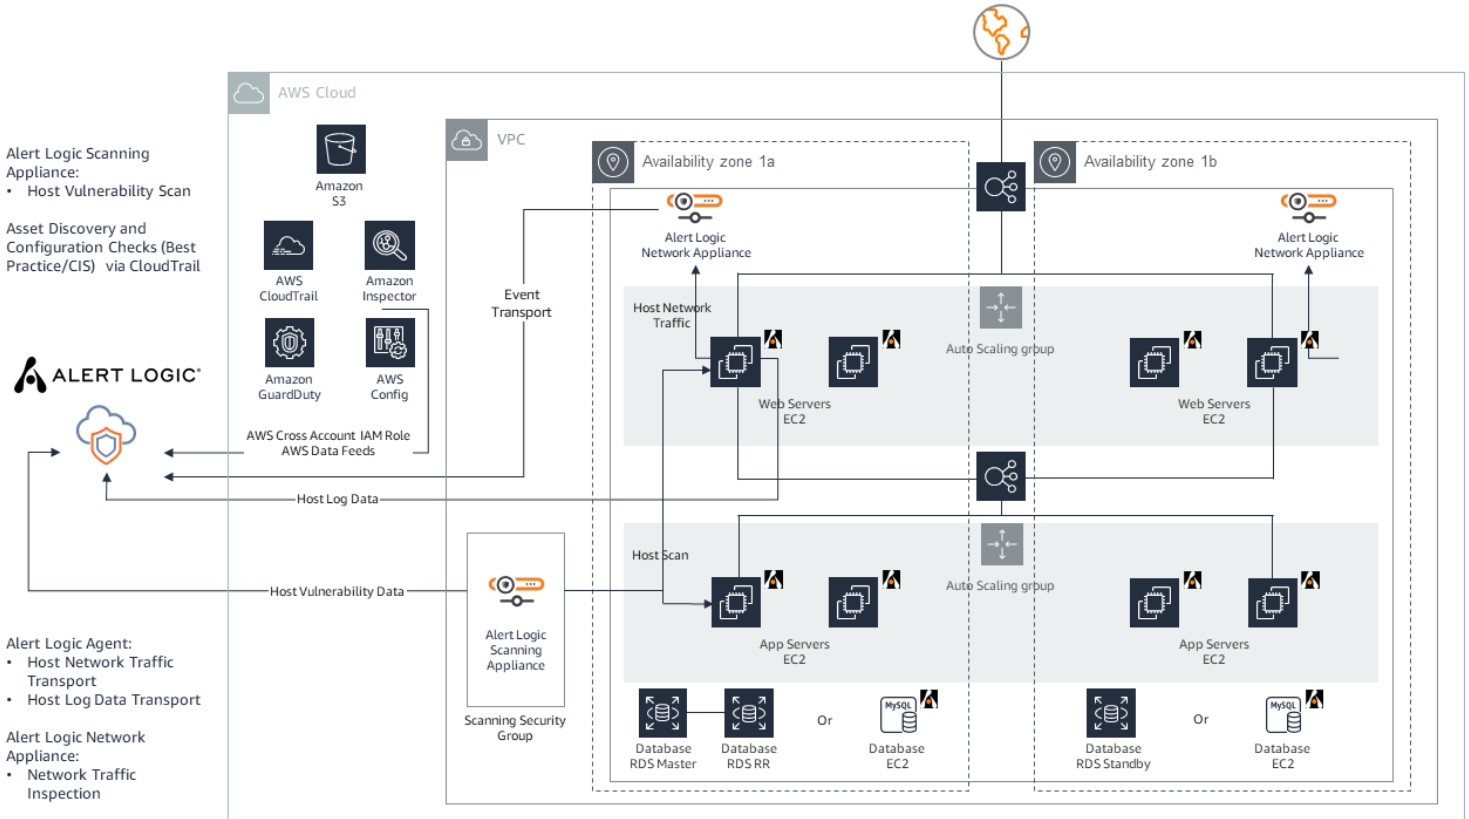 AWS Cloud
VPC
Availability zone 1a
Availability zone 1b
Alert Logic Scanning
Appliance:
• Host Vulnerability Scan
Asset Discovery and
Configuration Checks (Best
Practice/CIS) via CloudTrail
ALERT LOGIC®
Alert Logic Agent:
• Host Network Traffic
Transport
• Host Log Data Transport
Alert Logic Network
Appliance:
• Network Traffic
Inspection
Amazon
S3
AWS
CloudTrail
Amazon
Inspector
Amazon
GuardDuty
AWS
Config
AWS Cross Account IAM Role
AWS Data Feeds
Event
Transport
Host Log Data
Host Vulnerability Data
Alert Logic
Scanning
Appliance
Scanning Security
Group
Alert Logic
Network Appliance
Alert Logic
Network Appliance
Host Network
Traffic
Auto Scaling group
Web Servers
EC2
Web Servers
EC2
Host Scan
Auto Scaling group
App Servers
EC2
App Servers
EC2
Database
RDS Master
Database
RDS RR
Or
MySQL
Database
EC2
Database
RDS Standby
Or
MySQL
Database
EC2